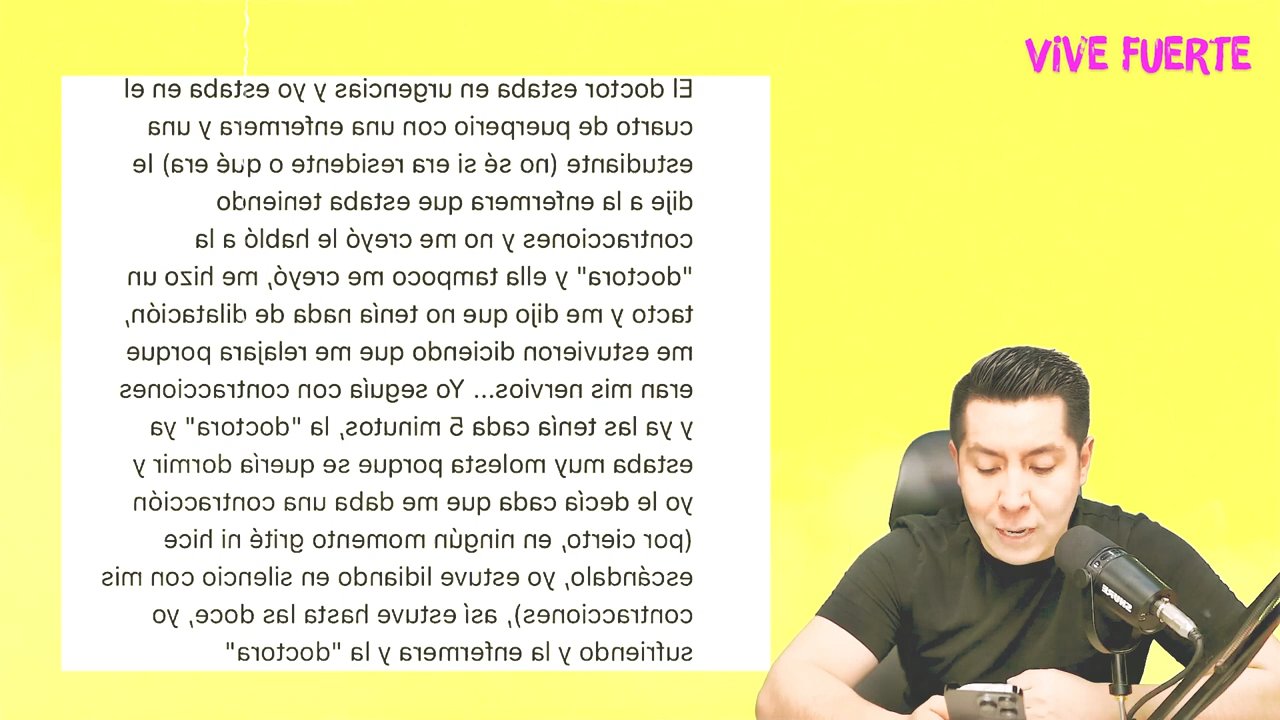 VIVE FUERTE
El doctor estaba en urgencias y yo estaba en el
cuarto de puerperio con una enfermera y una
estudiante (no sé si era residente o qué era) le
dije a la enfermera que estaba teniendo
contracciones y no me creyó le habló a la
"doctora" y ella tampoco me creyó, me hizo un
tacto y me dijo que no tenía nada de dilatación,
me estuvieron diciendo que me relajara porque
eran mis nervios... Yo seguía con contracciones
y ya las tenía cada 5 minutos, la "doctora" ya
estaba muy molesta porque se quería dormir y
yo le decía cada que me daba una contracción
(por cierto, en ningún momento grité ni hice
escándalo, yo estuve lidiando en silencio con mis
contracciones), así estuve hasta las doce, yo
sufriendo y la enfermera y la "doctora"
SHURE